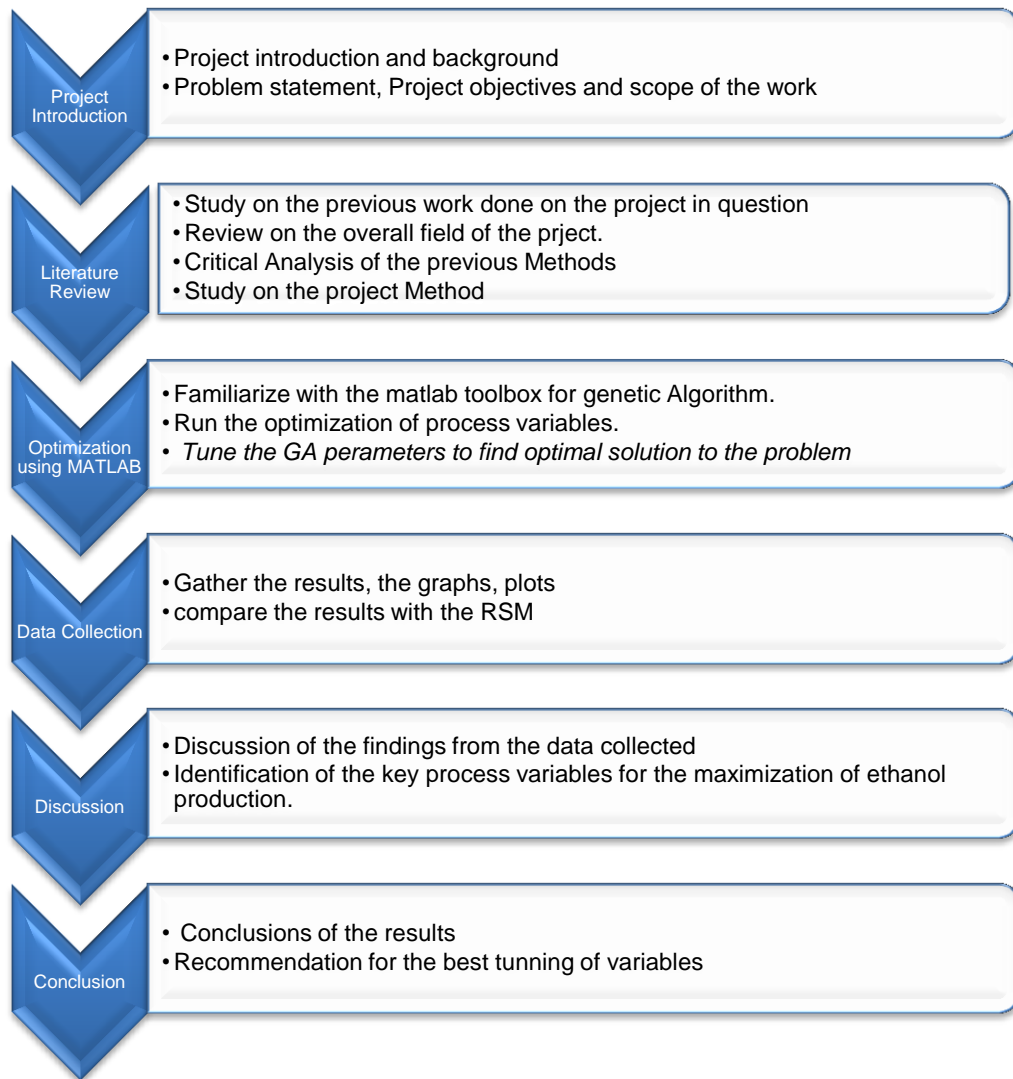 Project
Introduction
• Project introduction and background
• Problem statement, Project objectives and scope of the work
Literature
Review
• Study on the previous work done on the project in question
• Review on the overall field of the prject.
• Critical Analysis of the previous Methods
• Study on the project Method
Optimization
using MATLAB
• Familiarize with the matlab toolbox for genetic Algorithm.
• Run the optimization of process variables.
• Tune the GA perameters to find optimal solution to the problem
Data Collection
• Gather the results, the graphs, plots
• compare the results with the RSM
Discussion
• Discussion of the findings from the data collected
• Identification of the key process variables for the maximization of ethanol
production.
Conclusion
• Conclusions of the results
• Recommendation for the best tunning of variables